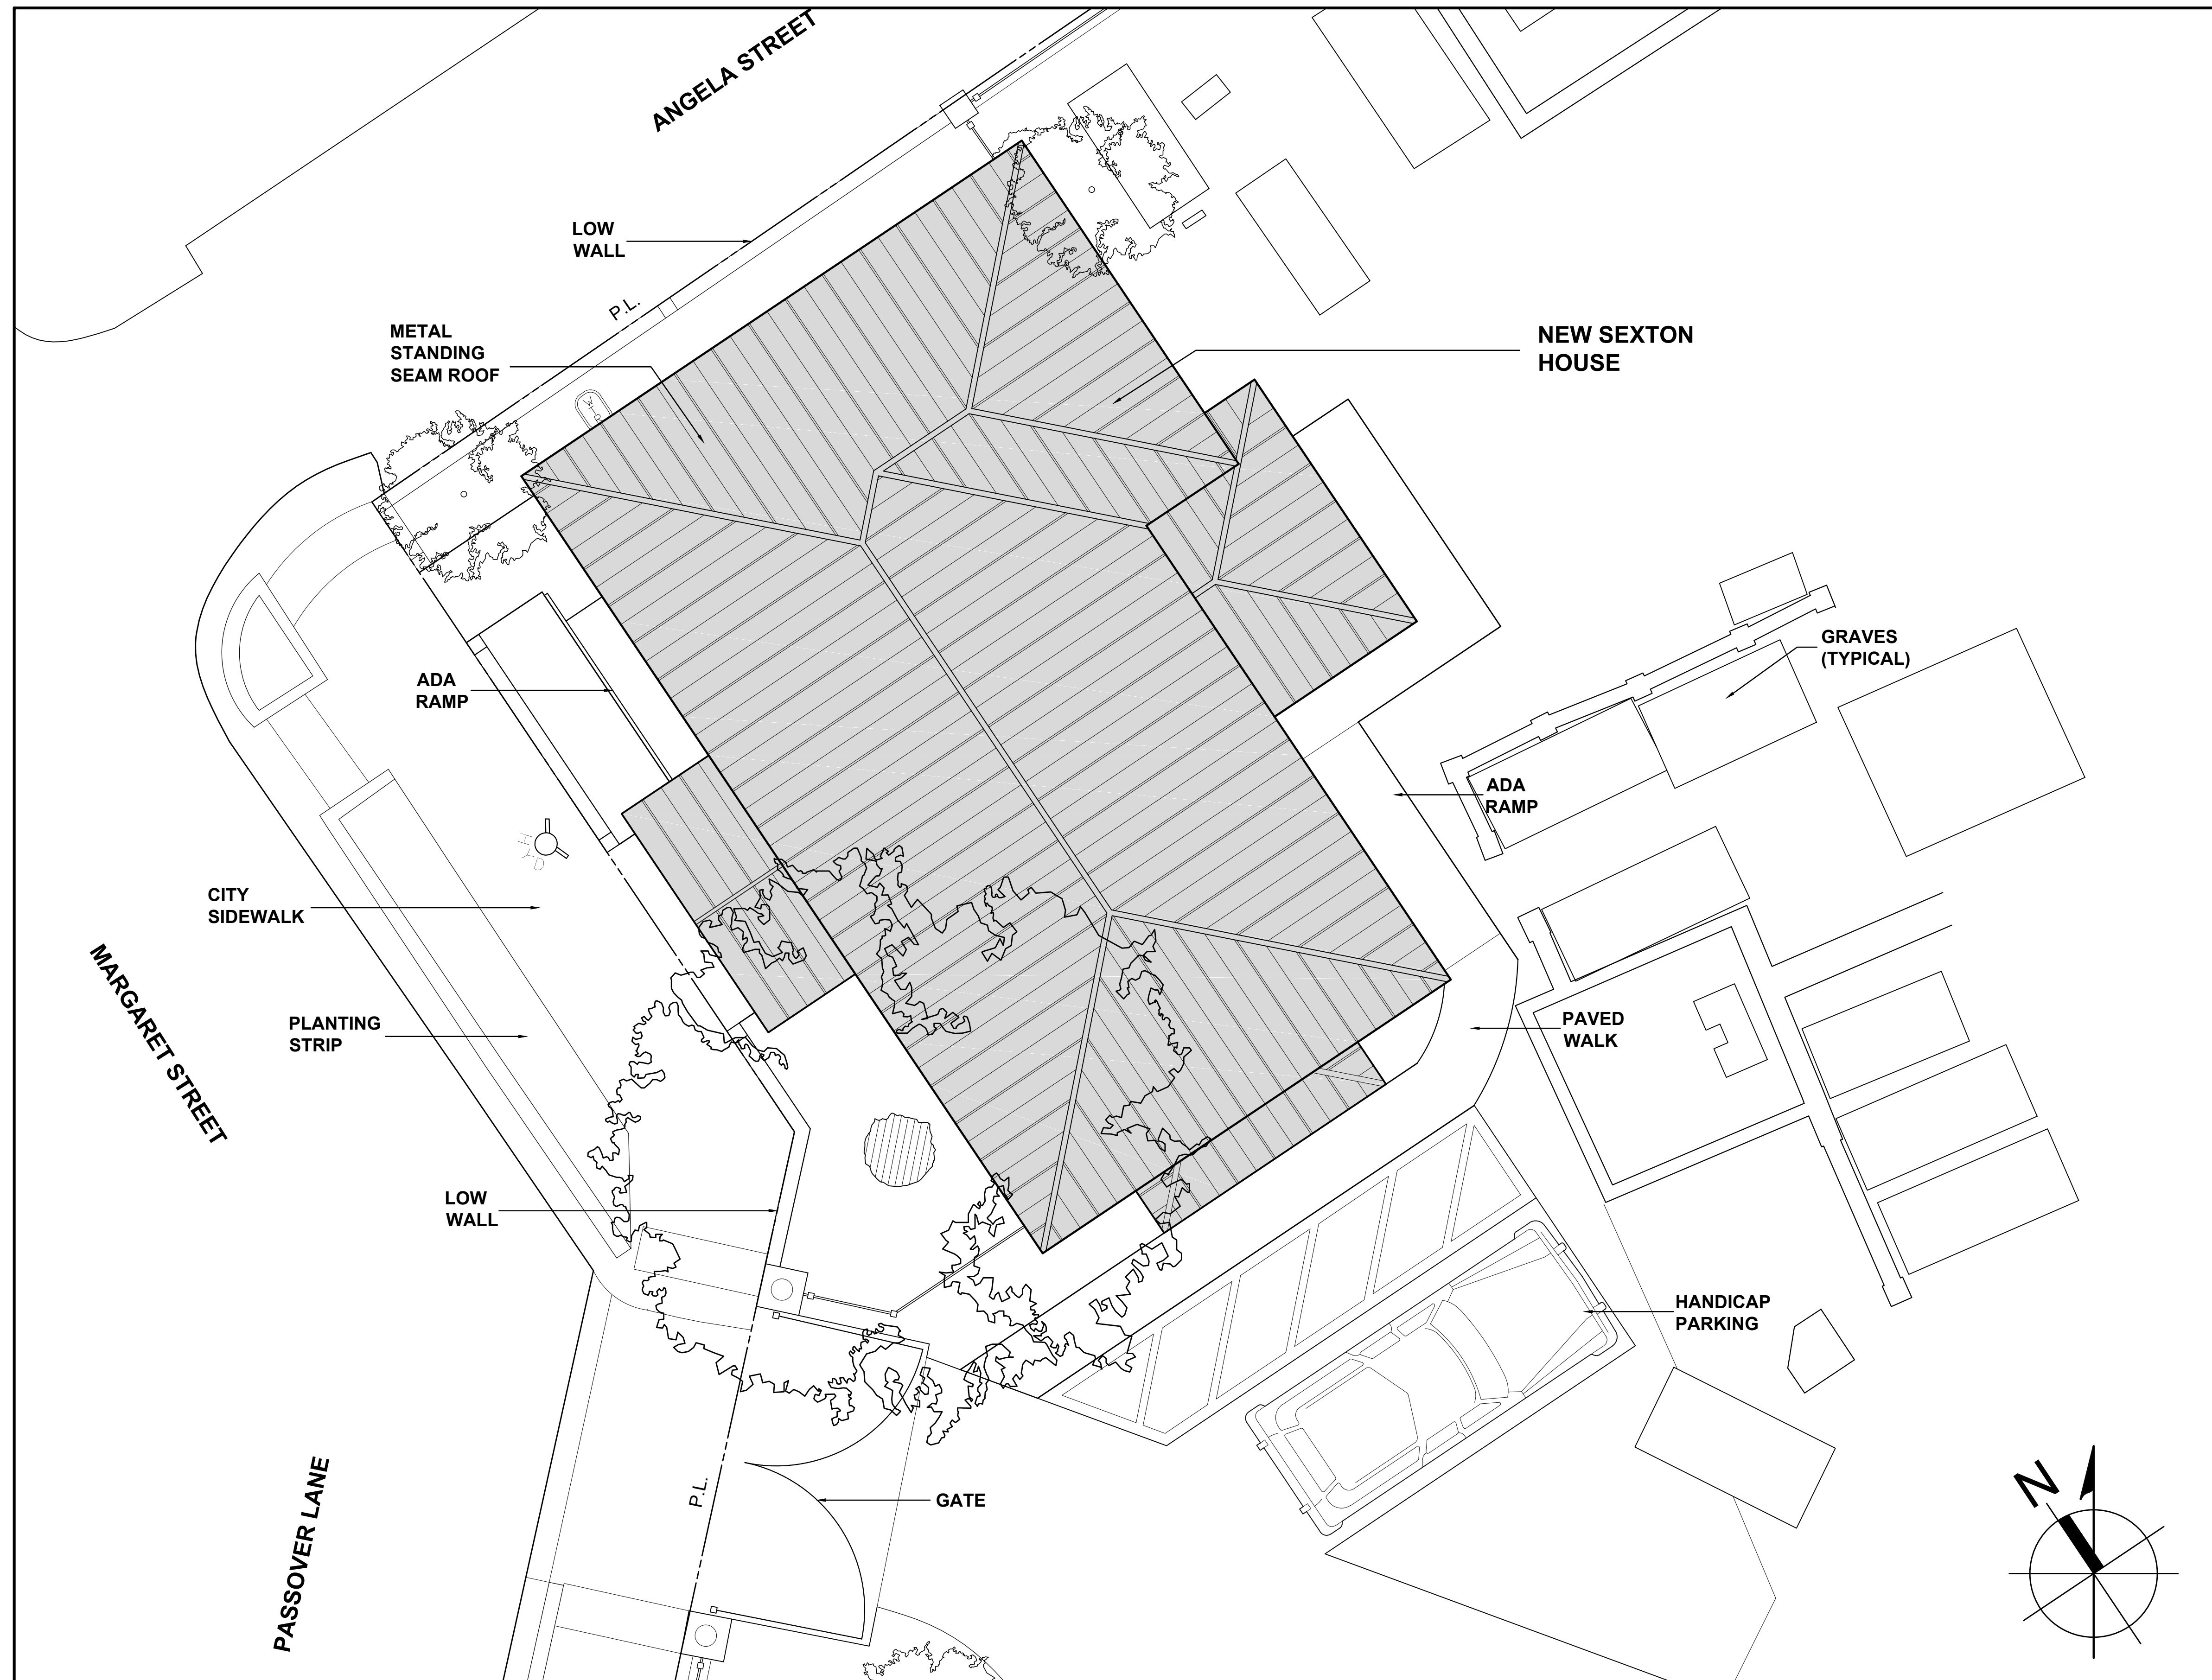 ANGELA STREET
LOW
WALL
P.L.
METAL
STANDING
SEAM ROOF
W
NEW SEXTON
HOUSE
ADA
RAMP
GRAVES
(TYPICAL)
ADA
RAMP
HYD
CITY
SIDEWALK
MARGARET STREET
PLANTING
STRIP
PAVED
WALK
LOW
WALL
HANDICAP
PARKING
PASSOVER LANE
P.L.
GATE
N